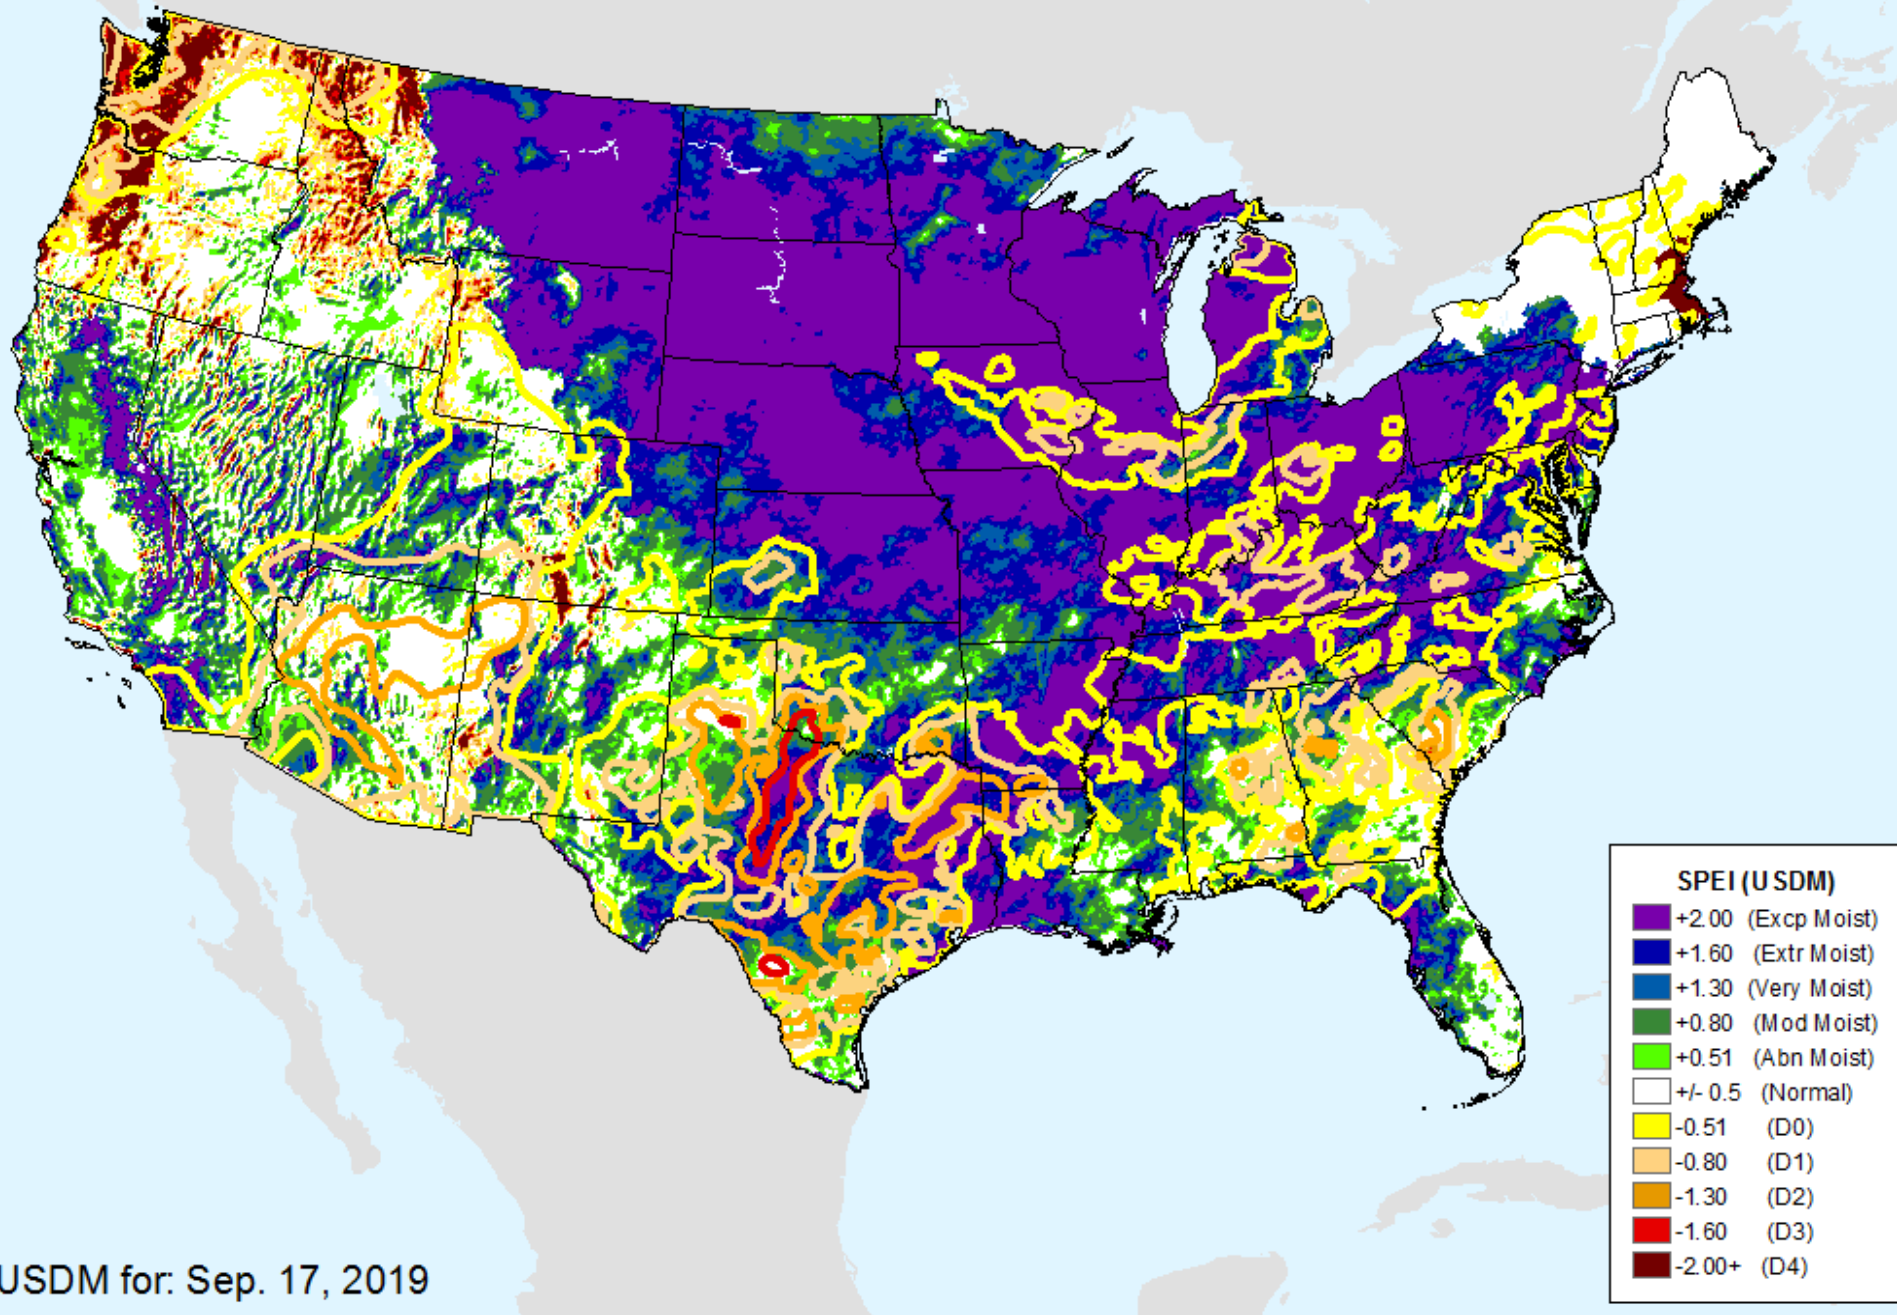 SPEI (USDM)
+2.00 (Excp Moist)
+1.60 (Extr Moist)
+1.30 (Very Moist)
+0.80 (Mod Moist)
+0.51 (Abn Moist)
+/- 0.5 (Normal)
-0.51 (D0)
-0.80 (D1)
-1.30 (D2)
-1.60 (D3)
-2.00+ (D4)
USDM for: Sep. 17, 2019